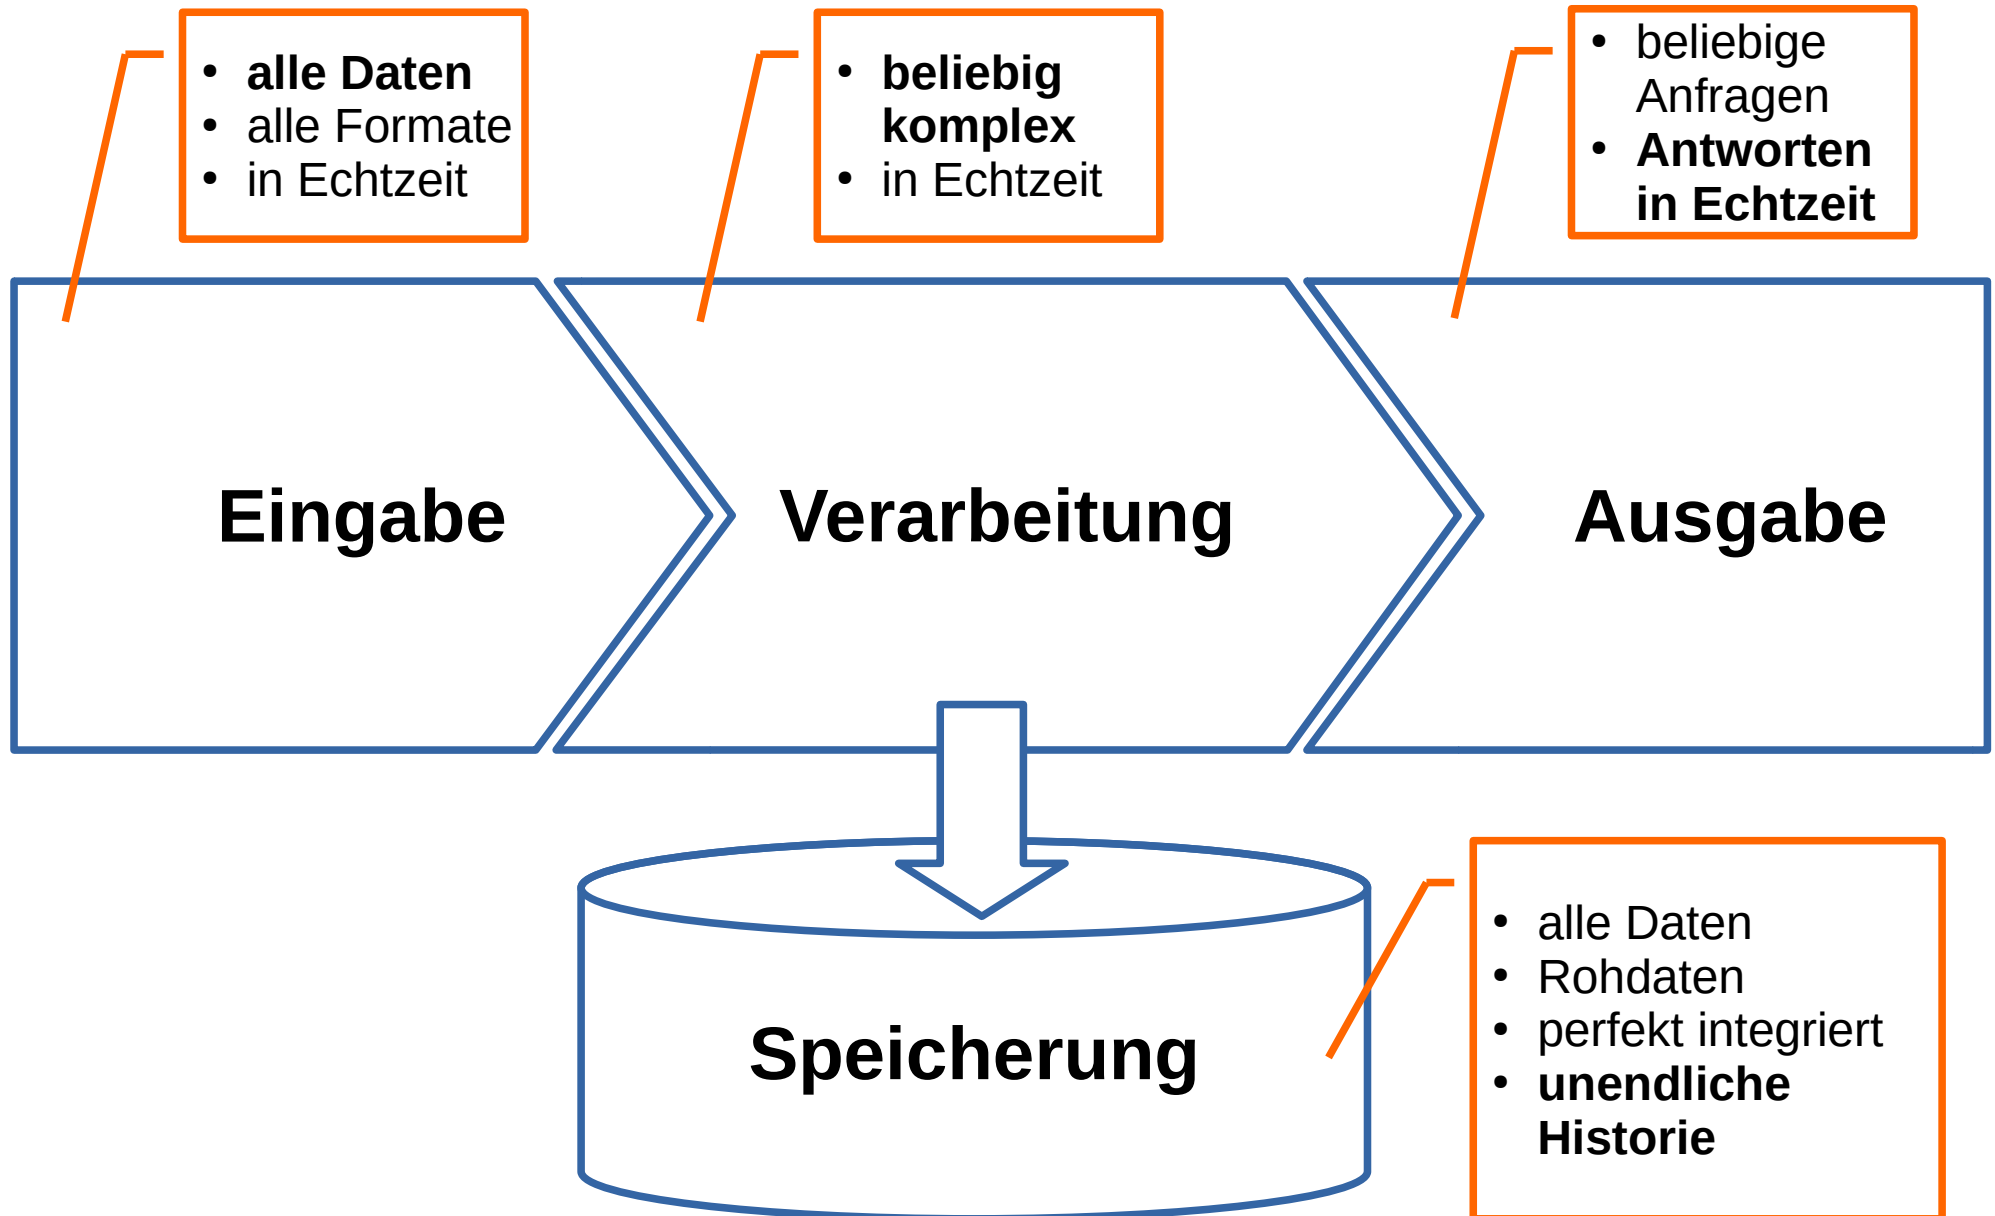 • alle Daten
• alle Formate
• in Echtzeit
• beliebig
komplex
• in Echtzeit
• beliebige
Anfragen
• Antworten
in Echtzeit
Eingabe
Verarbeitung
Ausgabe
Speicherung
• alle Daten
• Rohdaten
• perfekt integriert
• unendliche
Historie